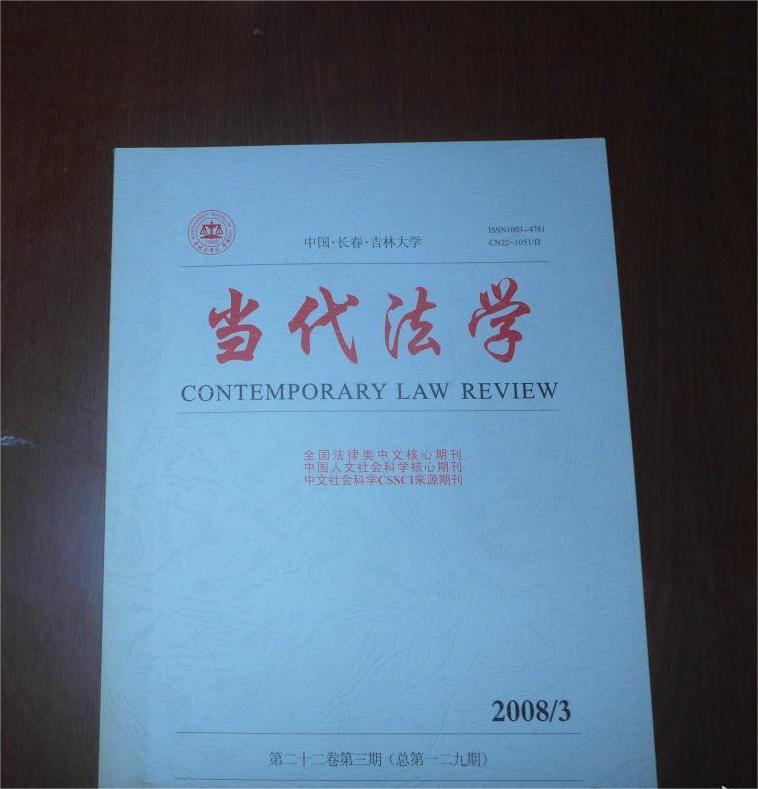 中国·长春·吉林大学
ISSN1003-4781
CN22-1051/D
当代法学
CONTEMPORARY LAW REVIEW
全国法律类中文核心期刊
中国人文社会科学核心期刊
中文社会科学CSSCI来源期刊
2008/3
第二十二卷第三期（总第一二九期）